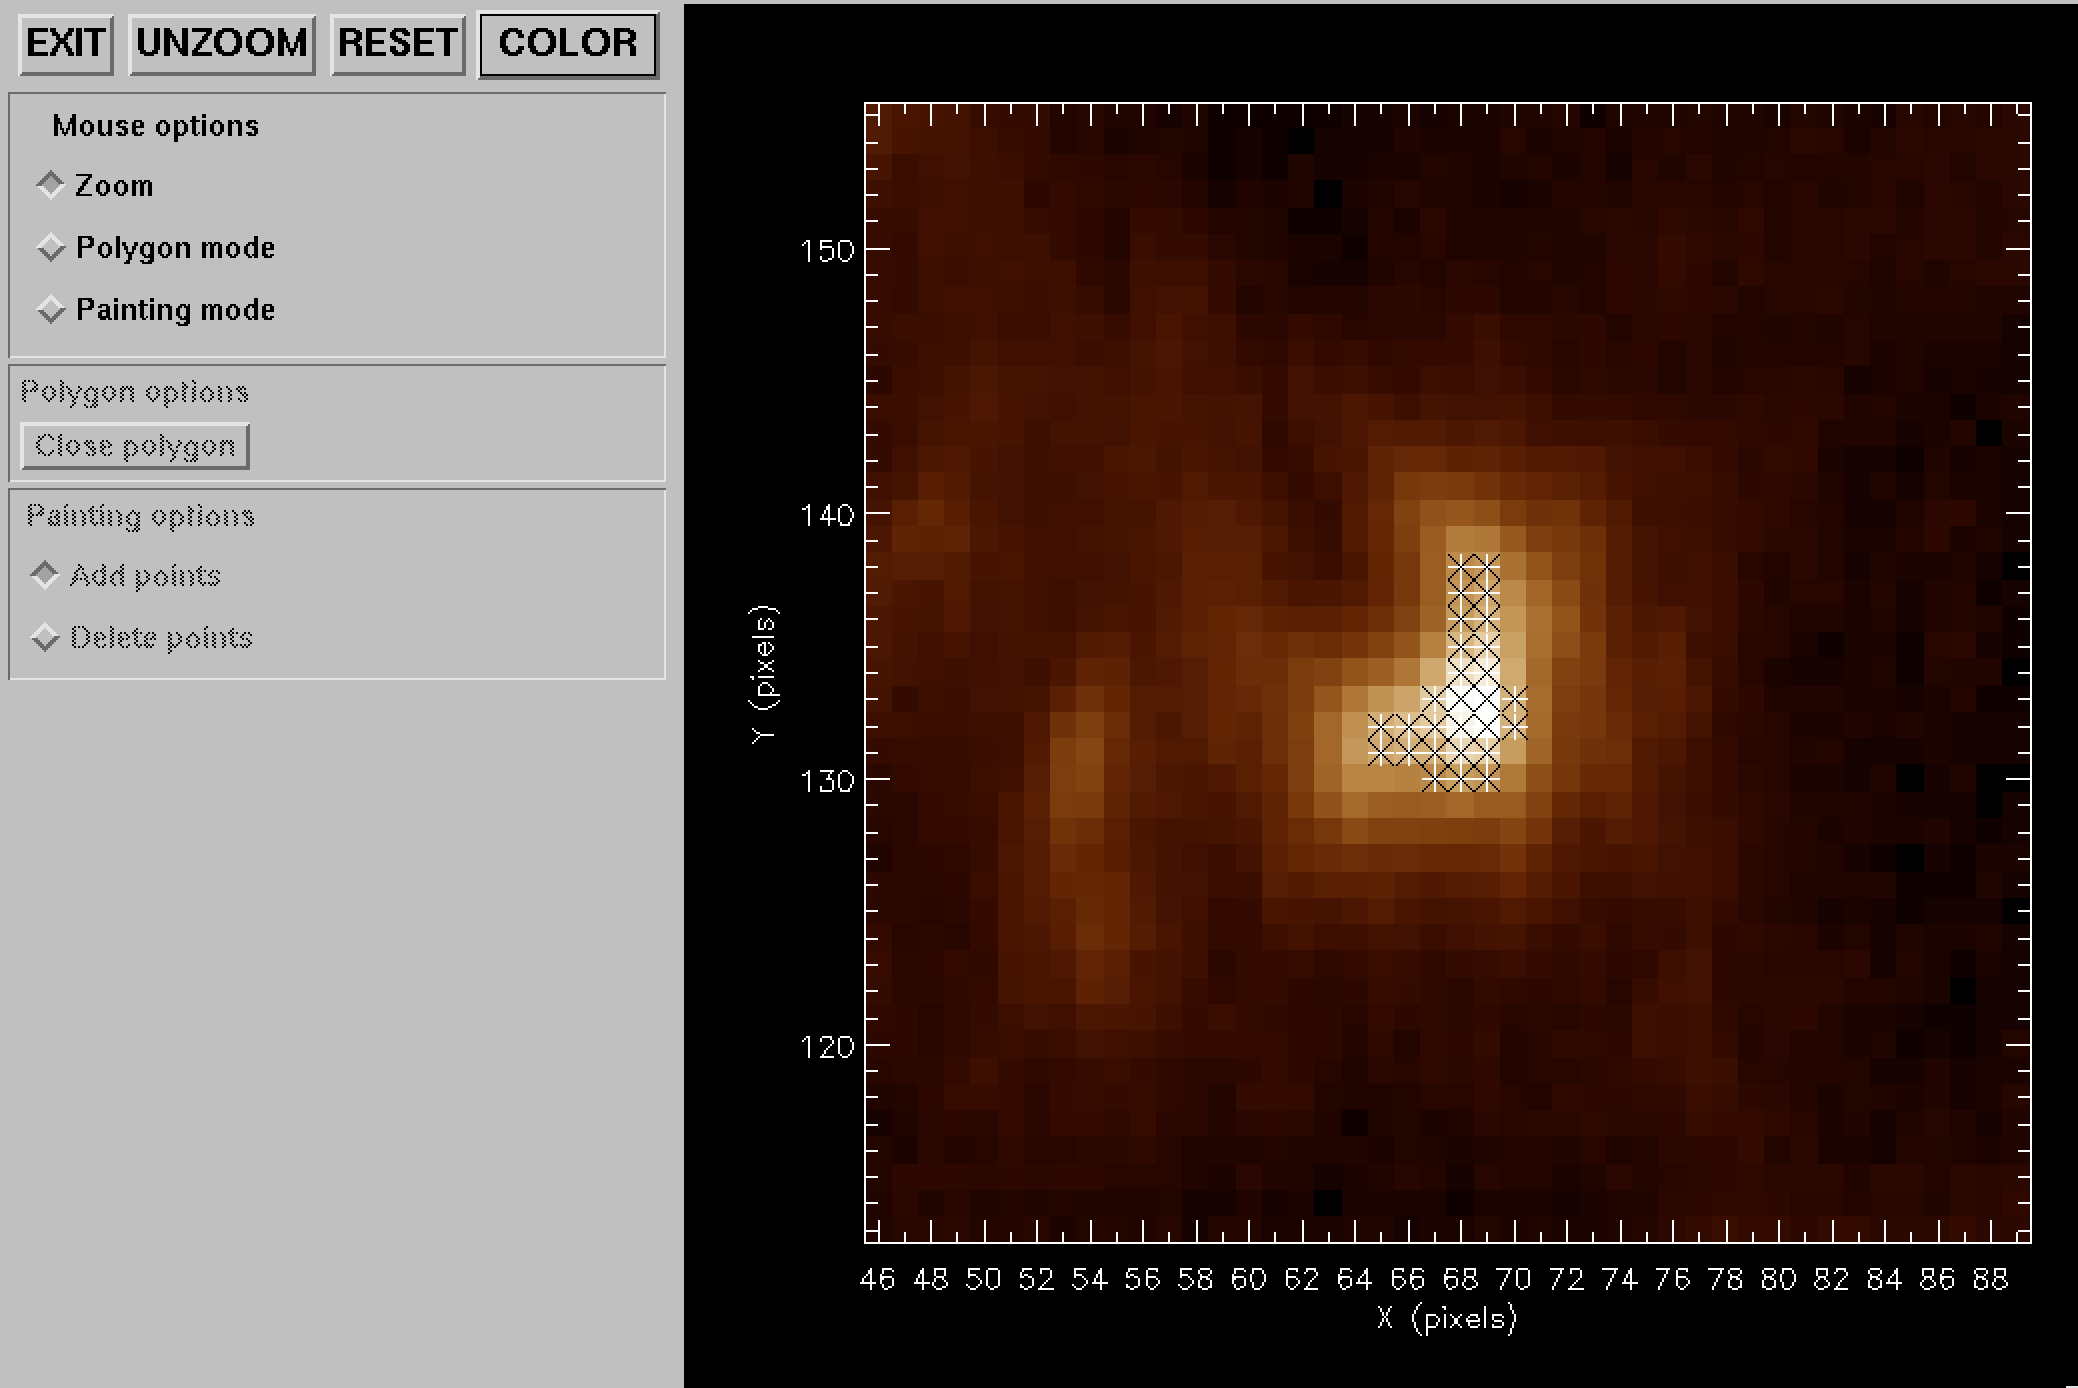 EXIT UNZOOM RESET COLOR
Mouse options
Zoom
Polygon mode
Painting mode
Polygon options
Close polygon
Painting options
Add points
Delete points
150
140
130
120
Y (pixels)
46 48 50 52 54 56 58 60 62 64 66 68 70 72 74 76 78 80 82 84 86 88
X (pixels)